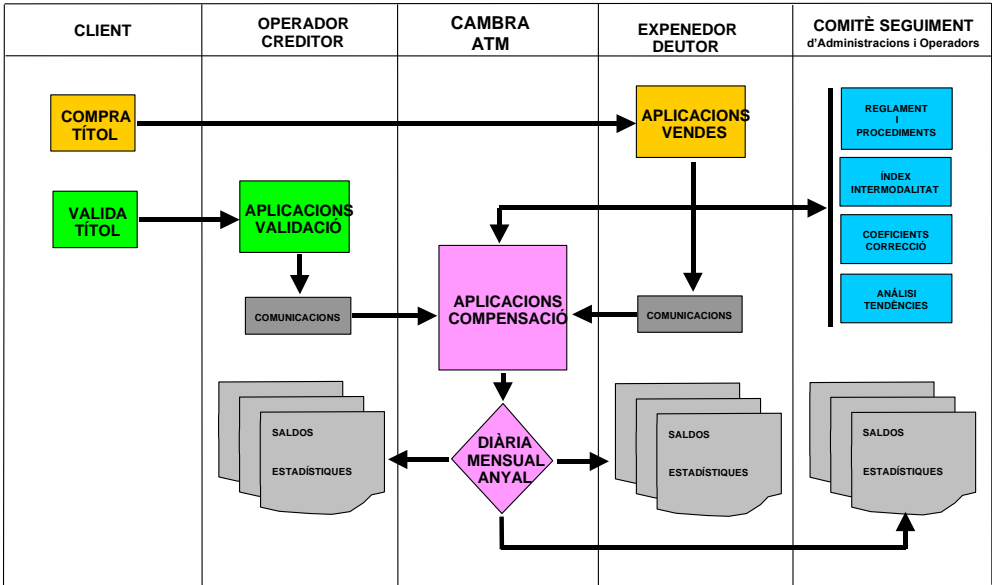 CLIENT
OPERADOR
CREDITOR
CAMBRA
ATM
EXPENEDOR
DEUTOR
COMITÈ SEGUIMENT
d'Administracions i Operadors
COMPRA
TÍTOL
APLICACIONS
VENDES
REGLAMENT
I
PROCEDIMENTS
VALIDA
TÍTOL
APLICACIONS
VALIDACIÓ
ÍNDEX
INTERMODALITAT
COEFICIENTS
CORRECCIÓ
COMUNICACIONS
APLICACIONS
COMPENSACIÓ
COMUNICACIONS
ANÁLISI
TENDÈNCIES
SALDOS
ESTADÍSTIQUES
DIÀRIA
MENSUAL
ANYAL
SALDOS
ESTADÍSTIQUES
SALDOS
ESTADÍSTIQUES